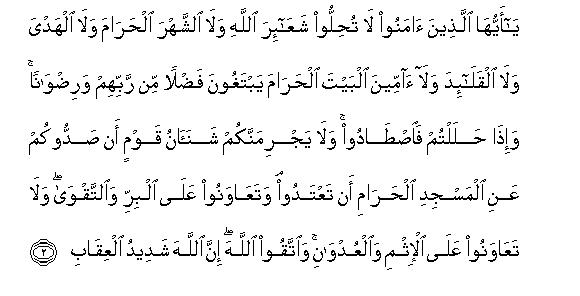 يَٰٓأَيُّهَا ٱلَّذِينَ ءَامَنُوا۟ لَا تُحِلُّوا۟ شَعَٰٓئِرَ ٱللَّهِ وَلَا ٱلشَّهْرَ ٱلْحَرَامَ وَلَا ٱلْهَدْىَ
وَلَا ٱلْقَلَٰٓئِدَ وَلَآ ءَآمِّينَ ٱلْبَيْتَ ٱلْحَرَامَ يَبْتَغُونَ فَضْلًا مِّن رَّبِّهِمْ وَرِضْوَٰنًا ۚ
وَإِذَا حَلَلْتُمْ فَٱصْطَادُوا۟ ۚ وَلَا يَجْرِمَنَّكُمْ شَنَـَٔانُ قَوْمٍ أَن صَدُّوكُمْ
عَنِ ٱلْمَسْجِدِ ٱلْحَرَامِ أَن تَعْتَدُوا۟ ۘ وَتَعَاوَنُوا۟ عَلَى ٱلْبِرِّ وَٱلتَّقْوَىٰ ۖ وَلَا
تَعَاوَنُوا۟ عَلَى ٱلْإِثْمِ وَٱلْعُدْوَٰنِ ۚ وَٱتَّقُوا۟ ٱللَّهَ ۖ إِنَّ ٱللَّهَ شَدِيدُ ٱلْعِقَابِ ۝٢